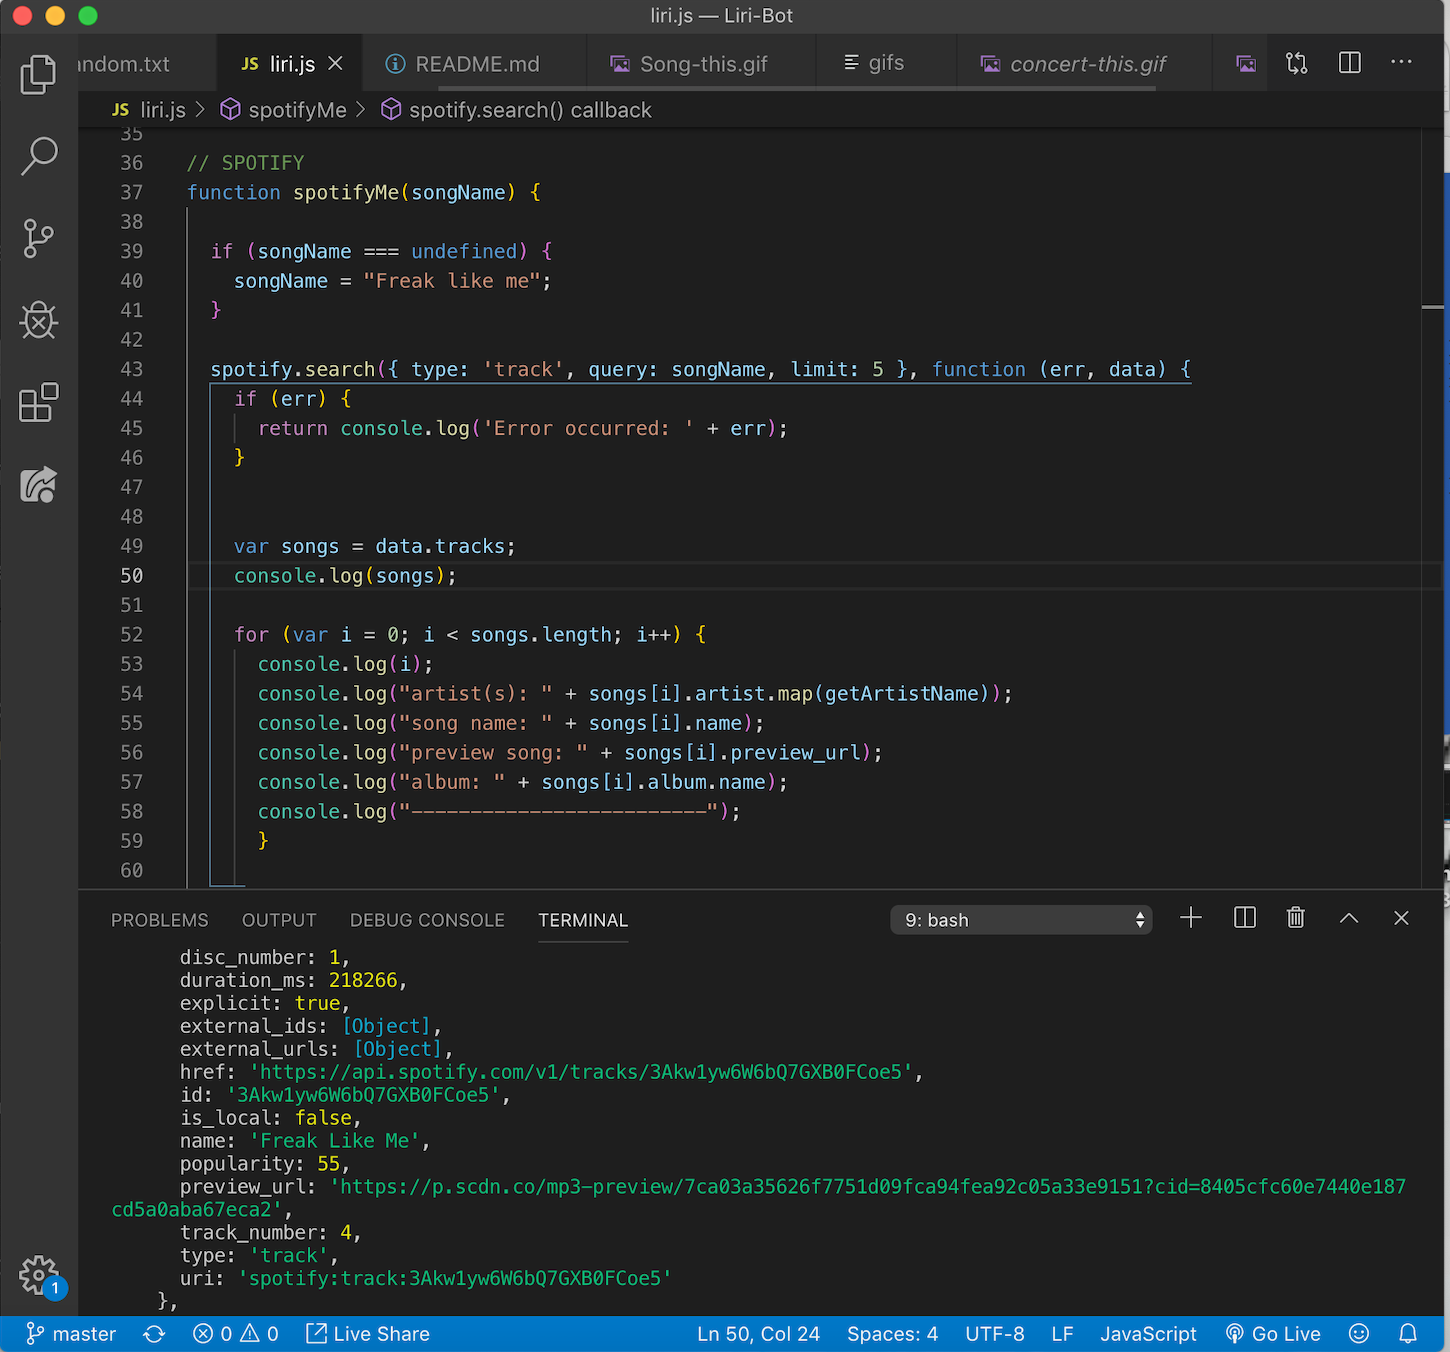 liri.js — Liri-Bot
andom.txt JS liri.js README.md Song-this.gif gifs concert-this.gif
JS liri.js > spotifyMe > spotify.search() callback
35
36 // SPOTIFY
37 function spotifyMe(songName) {
38
39 if (songName === undefined) {
40 songName = "Freak like me";
41 }
42
43 spotify.search({ type: 'track', query: songName, limit: 5 }, function (err, data) {
44 if (err) {
45 return console.log('Error occurred: ' + err);
46 }
47
48
49 var songs = data.tracks;
50 console.log(songs);
51
52 for (var i = 0; i < songs.length; i++) {
53 console.log(i);
54 console.log("artist(s): " + songs[i].artist.map(getArtistName));
55 console.log("song name: " + songs[i].name);
56 console.log("preview song: " + songs[i].preview_url);
57 console.log("album: " + songs[i].album.name);
58 console.log("-------------------------");
59 }
60
PROBLEMS OUTPUT DEBUG CONSOLE TERMINAL 9: bash
disc_number: 1,
duration_ms: 218266,
explicit: true,
external_ids: [Object],
external_urls: [Object],
href: 'https://api.spotify.com/v1/tracks/3Akw1yw6W6bQ7GXB0FCoe5',
id: '3Akw1yw6W6bQ7GXB0FCoe5',
is_local: false,
name: 'Freak Like Me',
popularity: 55,
preview_url: 'https://p.scdn.co/mp3-preview/7ca03a35626f7751d09fca94fea92c05a33e9151?cid=8405cfc60e7440e187
cd5a0aba67eca2',
track_number: 4,
type: 'track',
uri: 'spotify:track:3Akw1yw6W6bQ7GXB0FCoe5'
},
1
master 0 0 Live Share Ln 50, Col 24 Spaces: 4 UTF-8 LF JavaScript Go Live